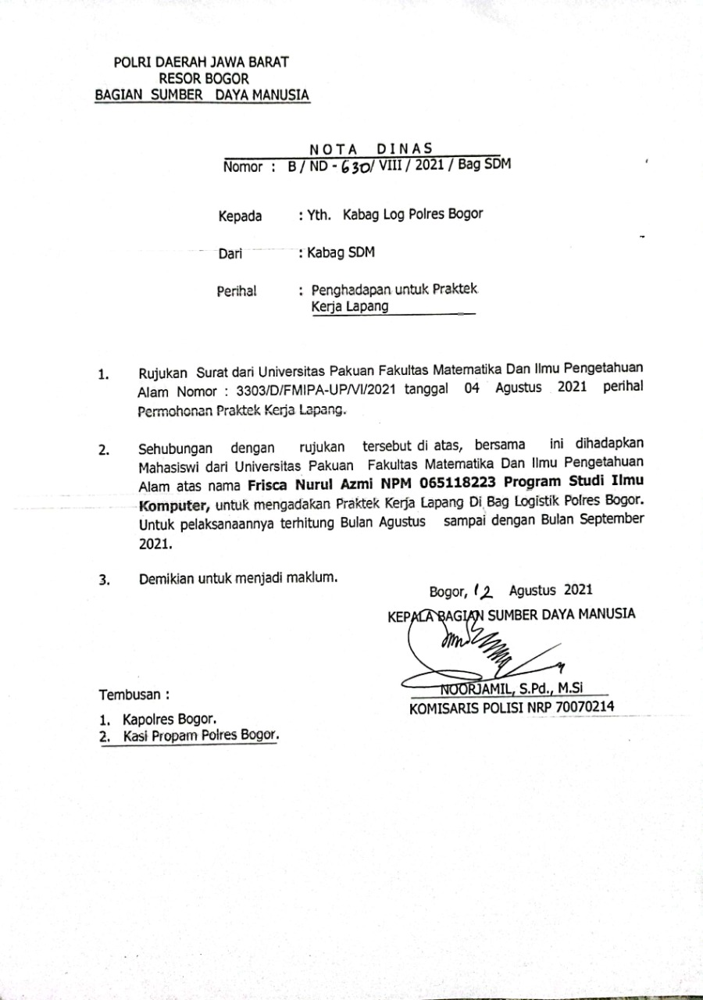 POLRI DAERAH JAWA BARAT
RESOR BOGOR
BAGIAN SUMBER DAYA MANUSIA
NOTA DINAS
Nomor : B / ND - 630/ VIII / 2021 / Bag SDM
Kepada : Yth. Kabag Log Polres Bogor
Dari : Kabag SDM
Perihal : Penghadapan untuk Praktek
Kerja Lapang
1. Rujukan Surat dari Universitas Pakuan Fakultas Matematika Dan Ilmu Pengetahuan
Alam Nomor : 3303/D/FMIPA-UP/VI/2021 tanggal 04 Agustus 2021 perihal
Permohonan Praktek Kerja Lapang.
2. Sehubungan dengan rujukan tersebut di atas, bersama ini dihadapkan
Mahasiswi dari Universitas Pakuan Fakultas Matematika Dan Ilmu Pengetahuan
Alam atas nama Frisca Nurul Azmi NPM 065118223 Program Studi Ilmu
Komputer, untuk mengadakan Praktek Kerja Lapang Di Bag Logistik Polres Bogor.
Untuk pelaksanaannya terhitung Bulan Agustus sampai dengan Bulan September
2021.
3. Demikian untuk menjadi maklum.
Bogor, 12 Agustus 2021
KEPALA BAGIAN SUMBER DAYA MANUSIA
NOORJAMIL, S.Pd., M.Si
KOMISARIS POLISI NRP 70070214
Tembusan :
1. Kapolres Bogor.
2. Kasi Propam Polres Bogor.